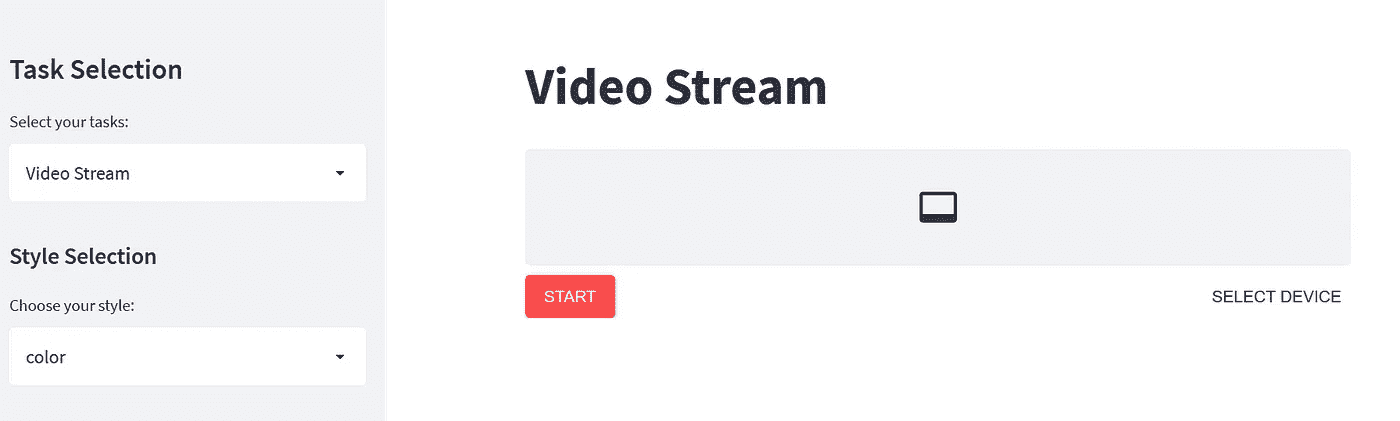 Task Selection
Select your tasks:
Video Stream
Style Selection
Choose your style:
color
Video Stream
START
SELECT DEVICE